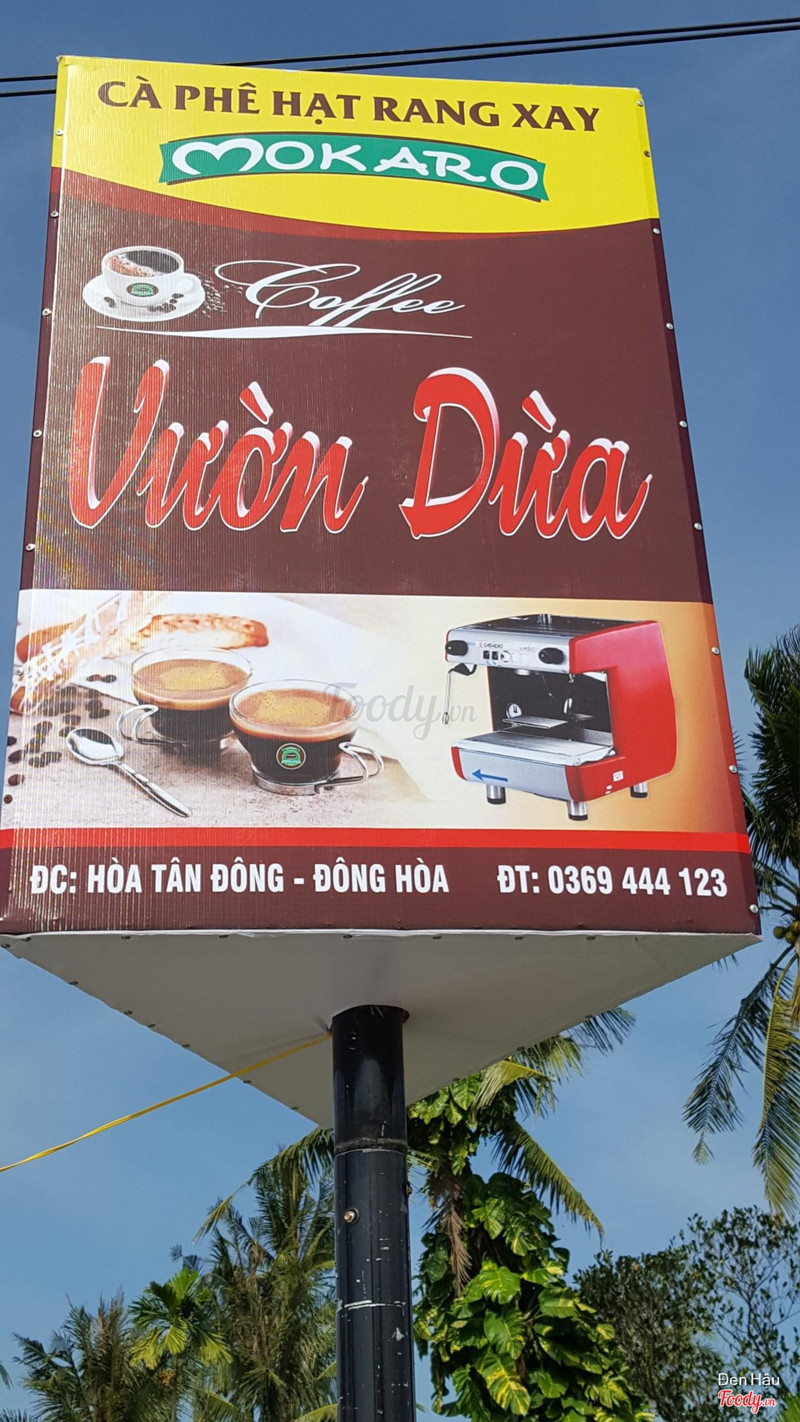 CÀ PHÊ HẠT RANG XAY
MOKARO
Coffee
Vườn Dừa
Foody.vn
ĐC: HÒA TÂN ĐÔNG - ĐÔNG HÒA ĐT: 0369 444 123
Đen Hậu
Foody.vn